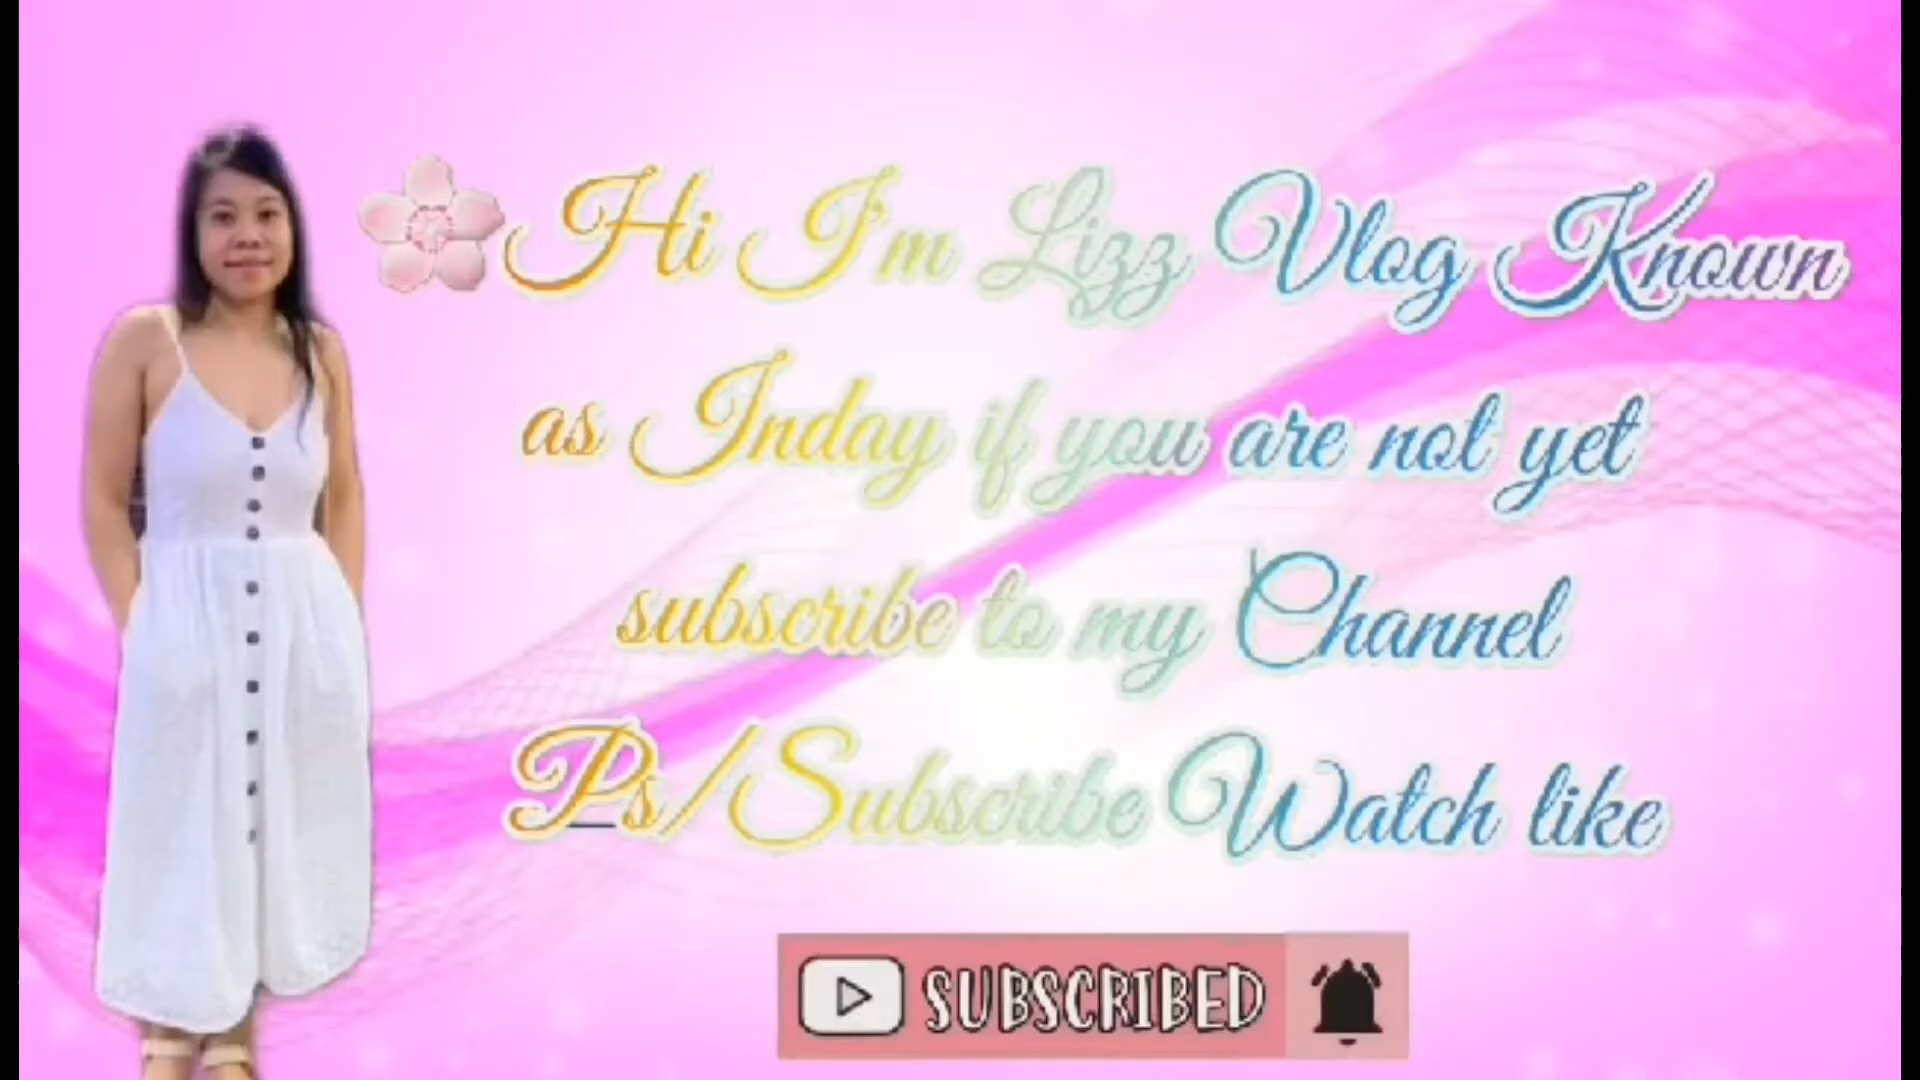 Hi I'm Lizz Vlog Known
as Inday if you are not yet
subscribe to my Channel
Ps/Subscribe Watch like
SUBSCRIBED